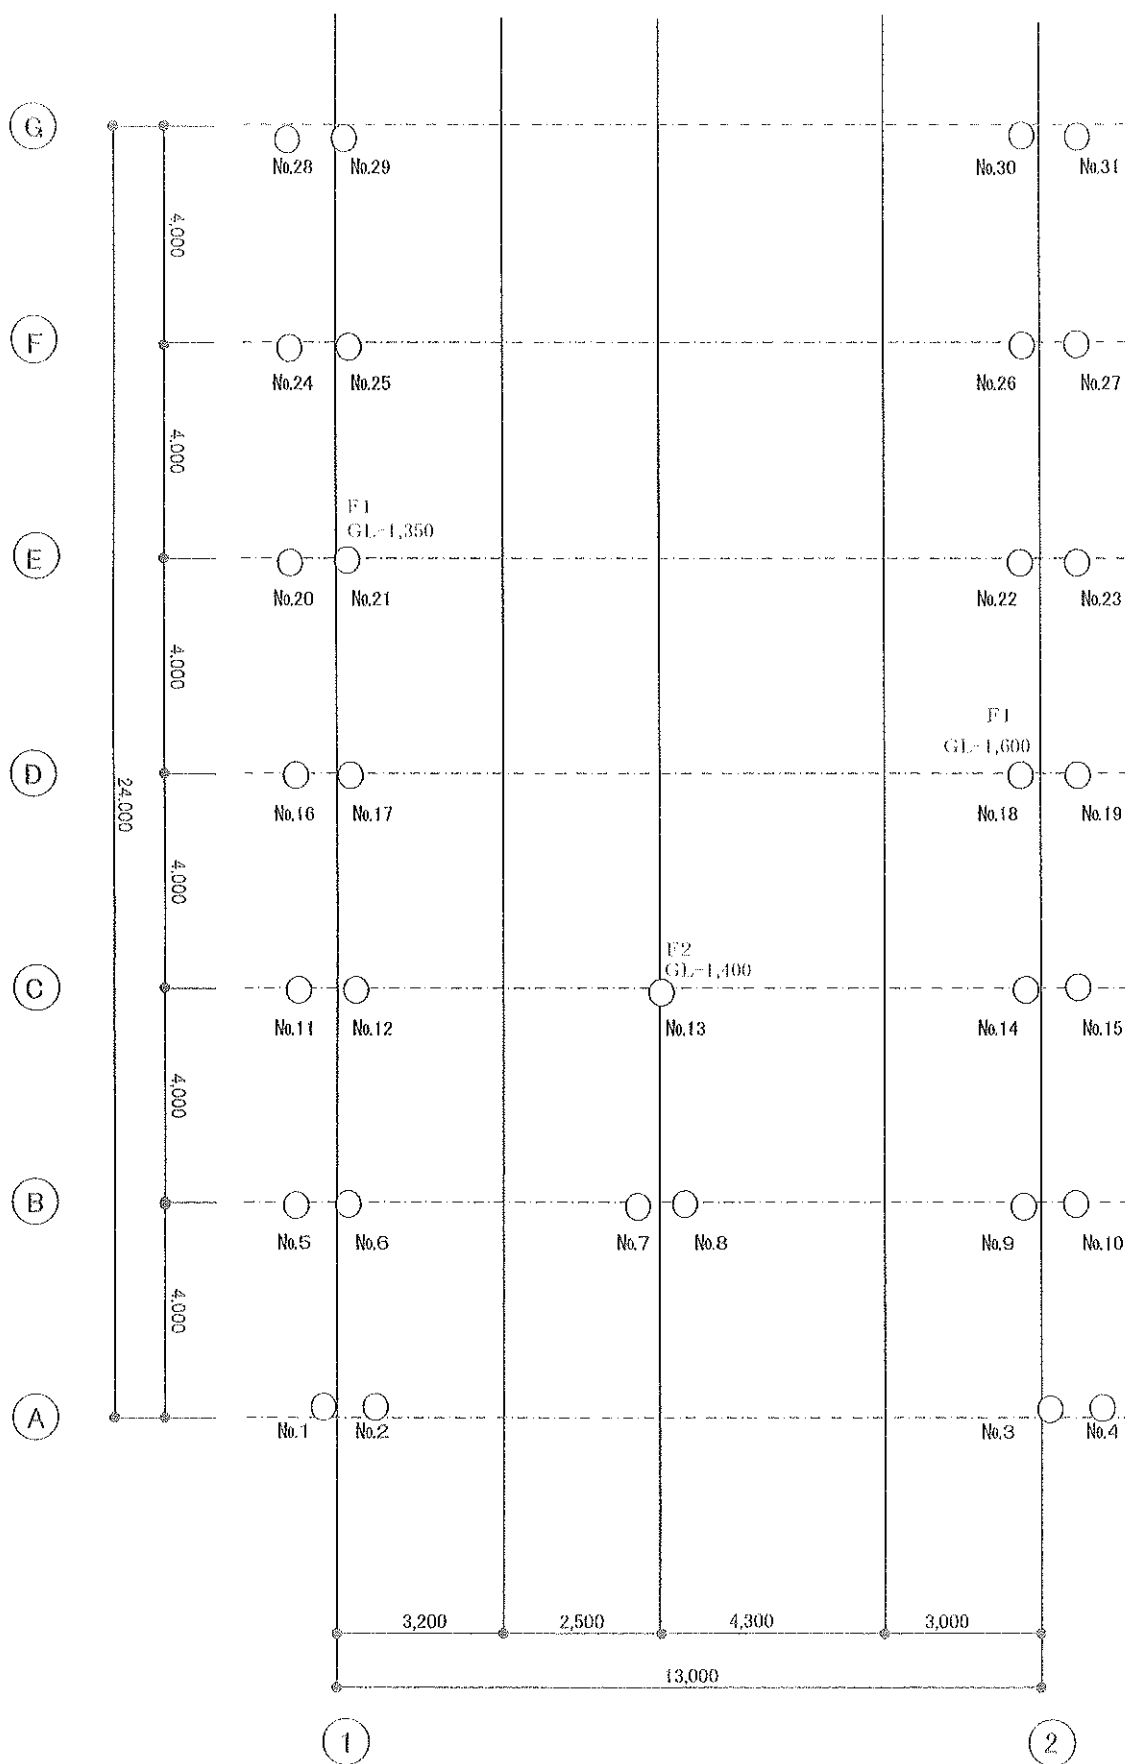 G
No.28 No.29 No.30 No.31
4,000
F
No.24 No.25 No.26 No.27
4,000
F1
GL-1,350
E
No.20 No.21 No.22 No.23
4,000
F1
GL-1,600
D
No.16 No.17 No.18 No.19
24,000
4,000
F2
GL-1,400
C
No.11 No.12 No.13 No.14 No.15
4,000
B
No.5 No.6 No.7 No.8 No.9 No.10
4,000
A
No.1 No.2 No.3 No.4
3,200 2,500 4,300 3,000
13,000
1 2